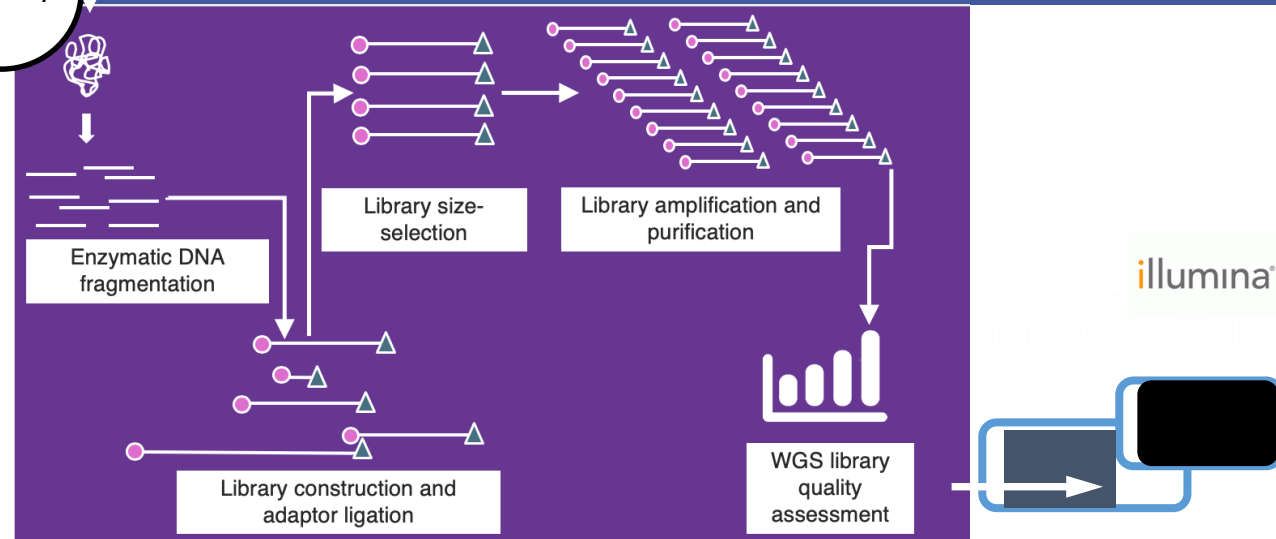 Enzymatic DNA
fragmentation
Library construction and
adaptor ligation
Library size-
selection
Library amplification and
purification
WGS library
quality
assessment
illumina®